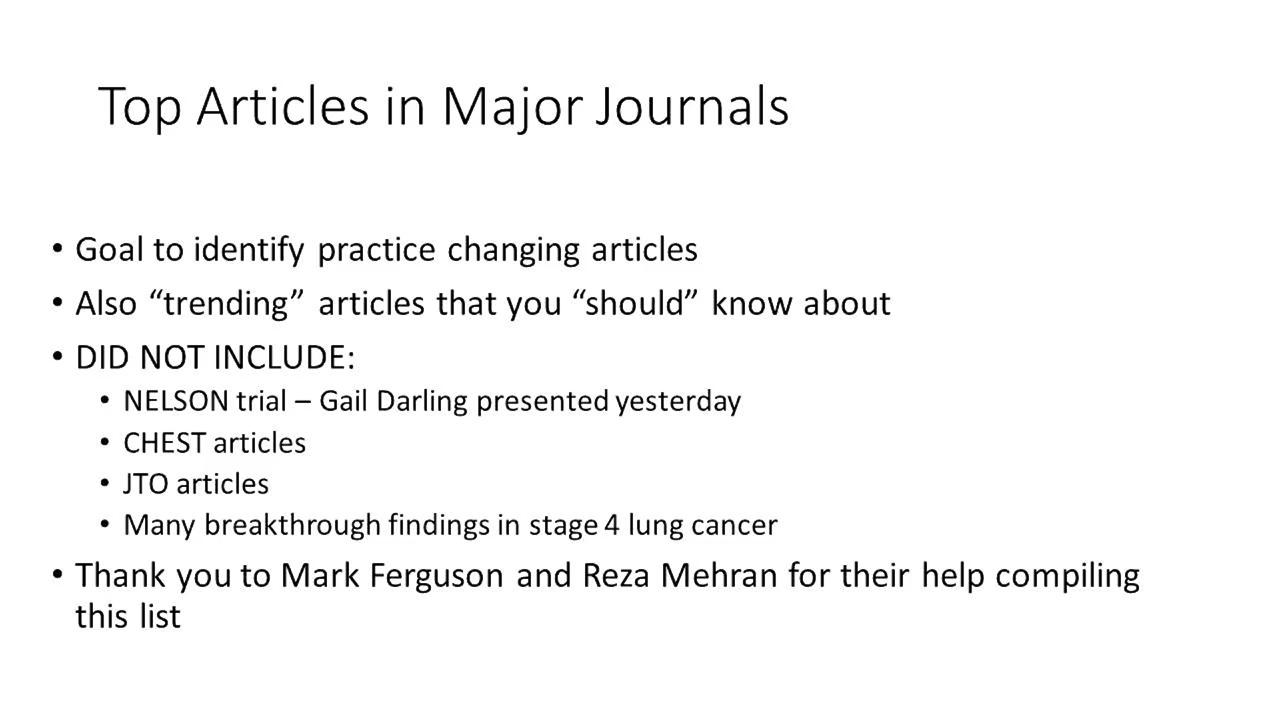 Top Articles in Major Journals
• Goal to identify practice changing articles
• Also “trending” articles that you “should” know about
• DID NOT INCLUDE:
• NELSON trial – Gail Darling presented yesterday
• CHEST articles
• JTO articles
• Many breakthrough findings in stage 4 lung cancer
• Thank you to Mark Ferguson and Reza Mehran for their help compiling
this list